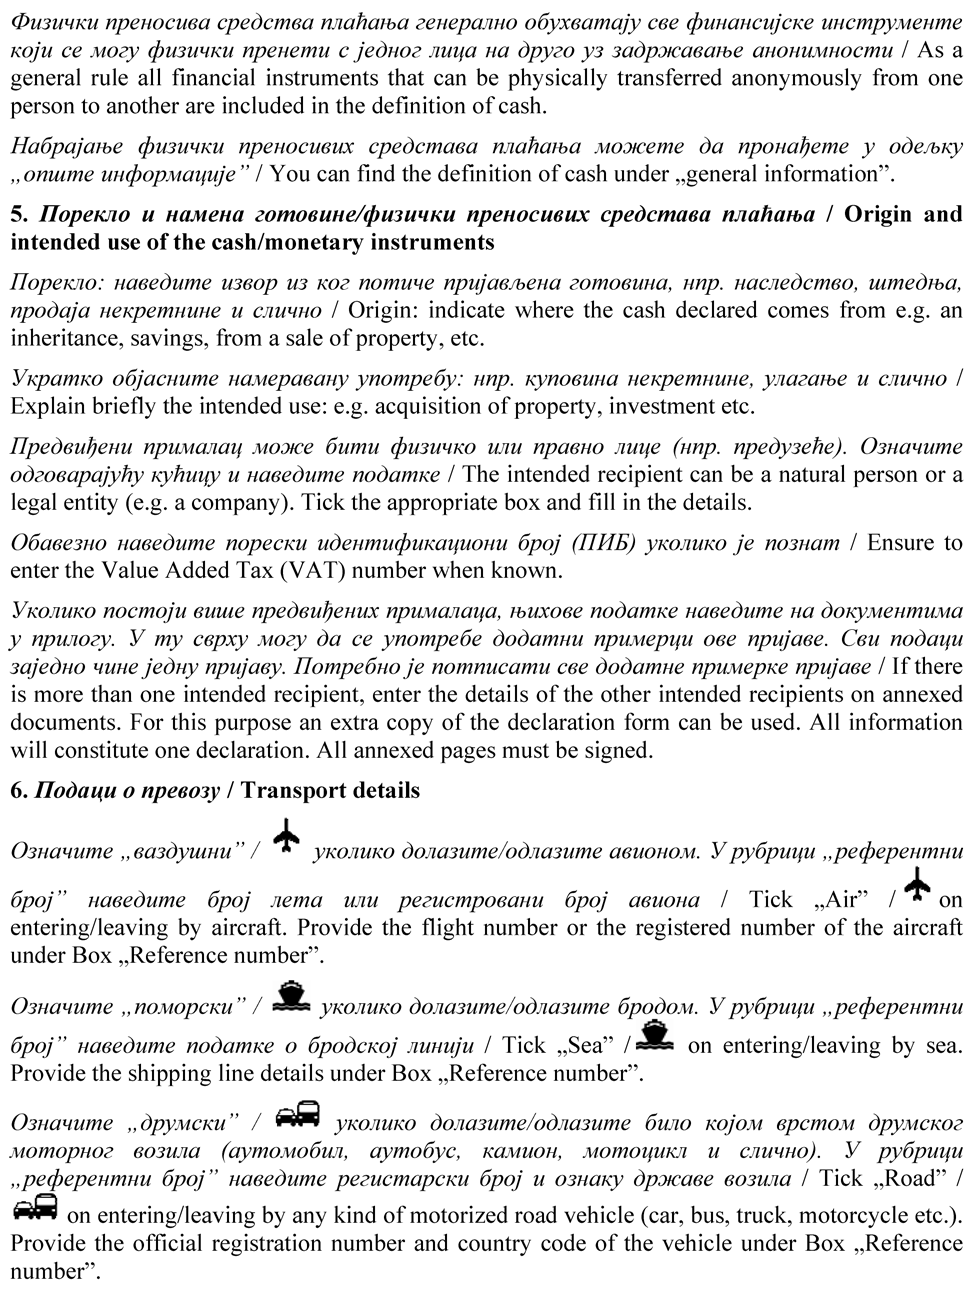 Физички преносива средства плаћања генерално обухватају све финансијске инструменте
који се могу физички пренети с једног лица на друго уз задржавање анонимности / As a
general rule all financial instruments that can be physically transferred anonymously from one
person to another are included in the definition of cash.
Набрајање физички преносивих средстава плаћања можете да пронађете у одељку
„опште информације” / You can find the definition of cash under „general information”.
5. Порекло и намена готовине/физички преносивих средстава плаћања / Origin and
intended use of the cash/monetary instruments
Порекло: наведите извор из ког потиче пријављена готовина, нпр. наследство, штедња,
продаја некретнине и слично / Origin: indicate where the cash declared comes from e.g. an
inheritance, savings, from a sale of property, etc.
Укратко објасните намеравану употребу: нпр. куповина некретнине, улагање и слично /
Explain briefly the intended use: e.g. acquisition of property, investment etc.
Предвиђени прималац може бити физичко или правно лице (нпр. предузеће). Означите
одговарајућу кућицу и наведите податке / The intended recipient can be a natural person or a
legal entity (e.g. a company). Tick the appropriate box and fill in the details.
Обавезно наведите порески идентификациони број (ПИБ) уколико је познат / Ensure to
enter the Value Added Tax (VAT) number when known.
Уколико постоји више предвиђених прималаца, њихове податке наведите на документима
у прилогу. У ту сврху могу да се употребе додатни примерци ове пријаве. Сви подаци
заједно чине једну пријаву. Потребно је потписати све додатне примерке пријаве / If there
is more than one intended recipient, enter the details of the other intended recipients on annexed
documents. For this purpose an extra copy of the declaration form can be used. All information
will constitute one declaration. All annexed pages must be signed.
6. Подаци о превозу / Transport details
Означите „ваздушни” / уколико долазите/одлазите авионом. У рубрици „референтни
број” наведите број лета или регистровани број авиона / Tick „Air” / on
entering/leaving by aircraft. Provide the flight number or the registered number of the aircraft
under Box „Reference number”.
Означите „поморски” / уколико долазите/одлазите бродом. У рубрици „референтни
број” наведите податке о бродској линији / Tick „Sea” / on entering/leaving by sea.
Provide the shipping line details under Box „Reference number”.
Означите „друмски” / уколико долазите/одлазите било којом врстом друмског
моторног возила (аутомобил, аутобус, камион, мотоцикл и слично). У рубрици
„референтни број” наведите регистарски број и ознаку државе возила / Tick „Road” /
on entering/leaving by any kind of motorized road vehicle (car, bus, truck, motorcycle etc.).
Provide the official registration number and country code of the vehicle under Box „Reference
number”.